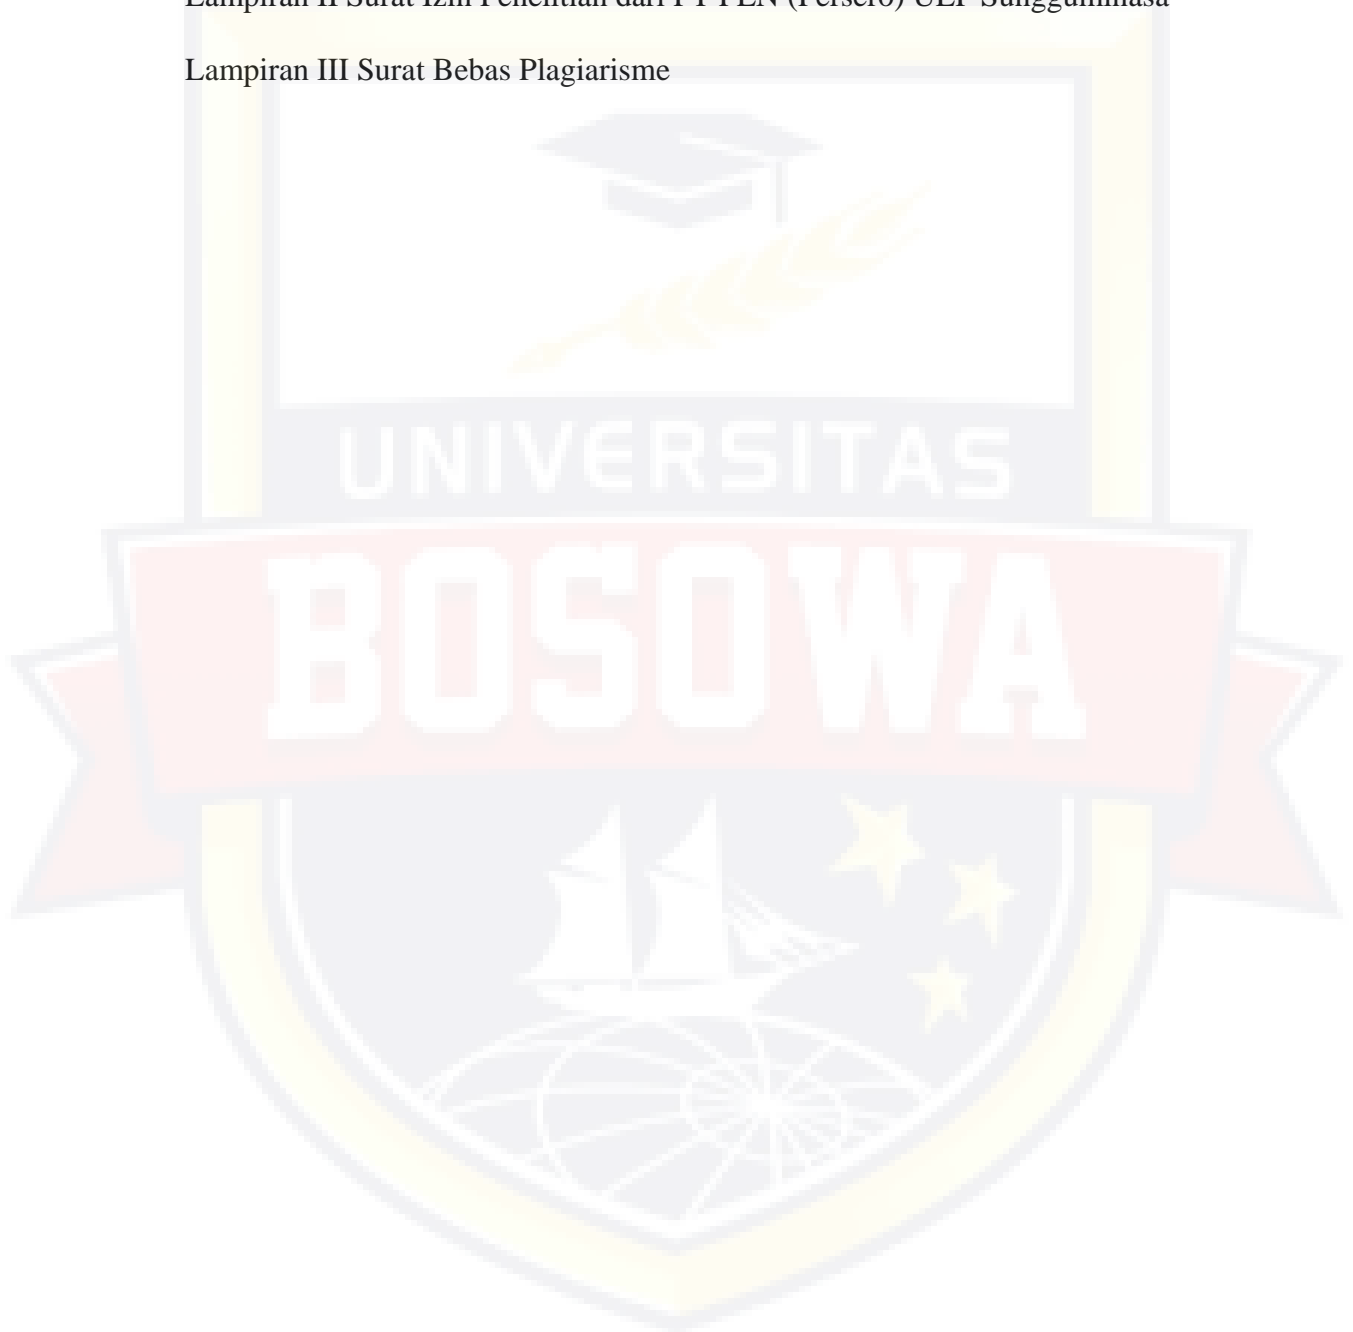 Lampiran II Surat Izin Penelitian dari PT PLN (Persero) ULP Sungguminasa
Lampiran III Surat Bebas Plagiarisme
UNIVERSITAS
BOSOWA